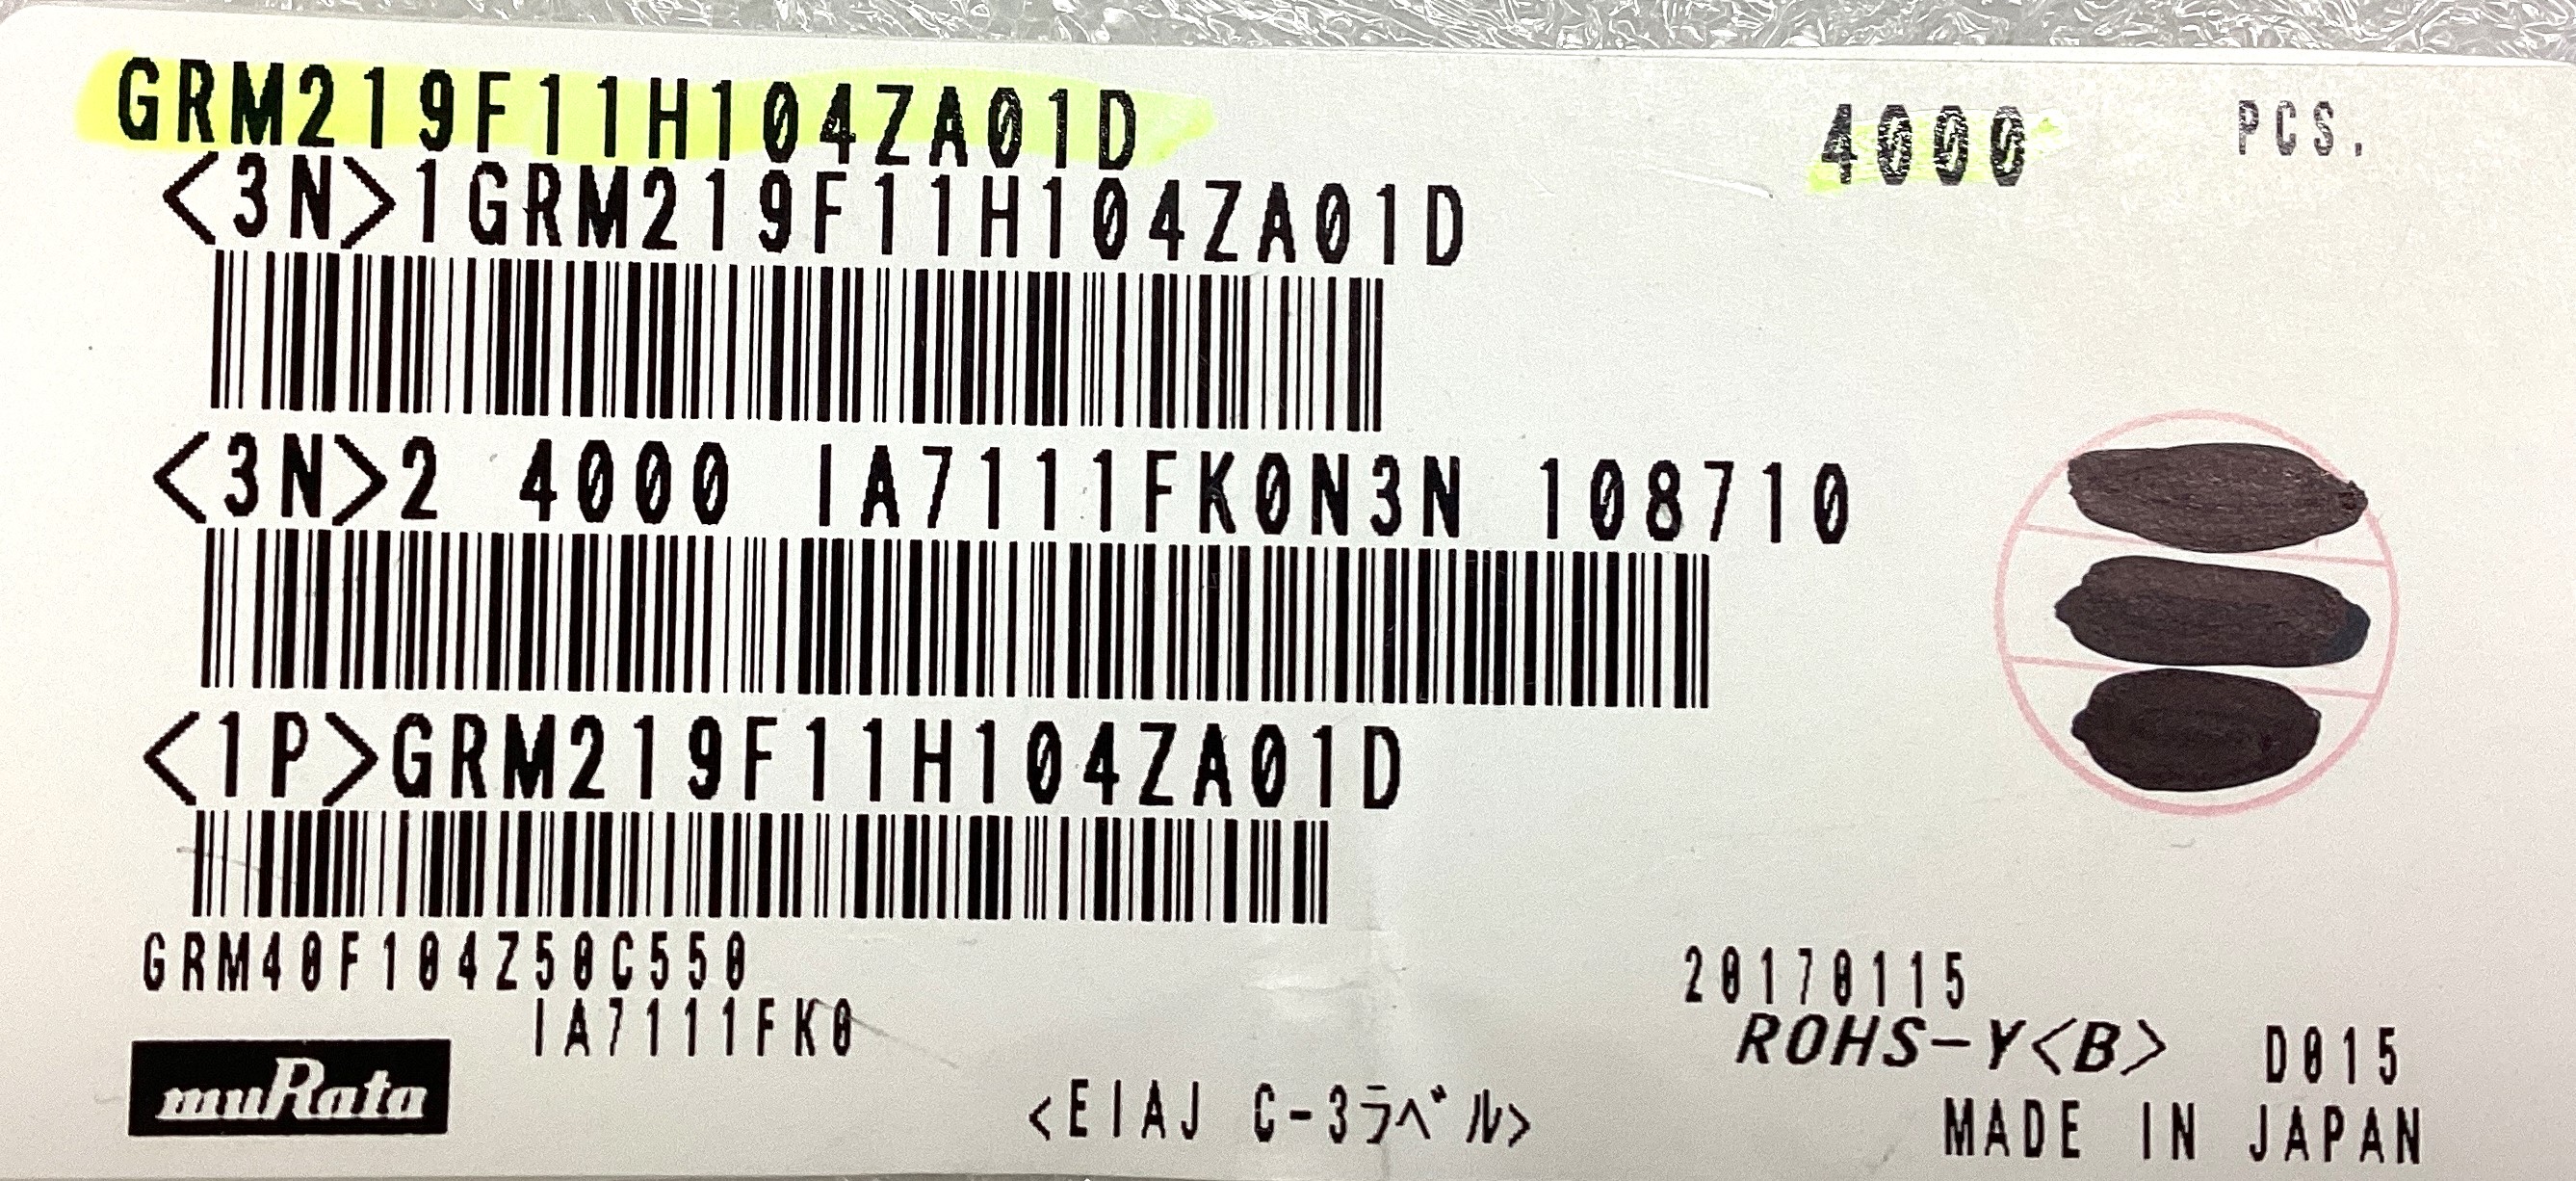 GRM219F11H104ZA01D 4000 PCS.
<3N>1GRM219F11H104ZA01D
<3N>2 4000 IA7111FK0N3N 108710
<1P>GRM219F11H104ZA01D
GRM40F104Z50C550 20170115
IA7111FK0 ROHS-Y<B> D015
muRata <EIAJ C-3ラベル> MADE IN JAPAN